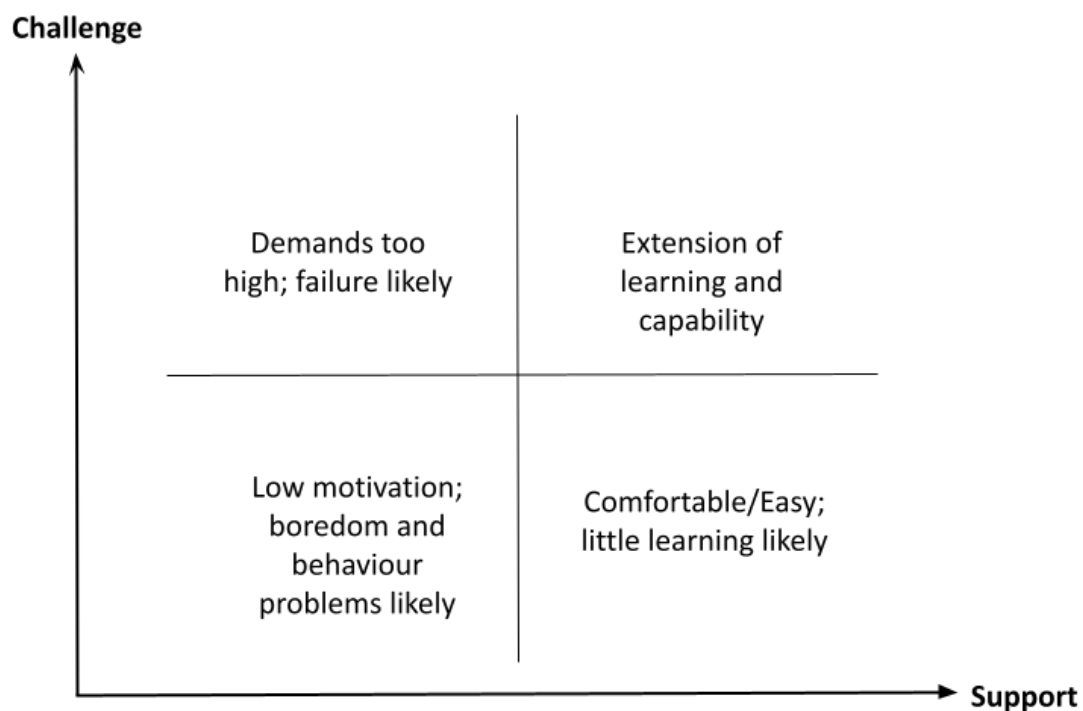 Challenge
Demands too
high; failure likely
Extension of
learning and
capability
Low motivation;
boredom and
behaviour
problems likely
Comfortable/Easy;
little learning likely
Support